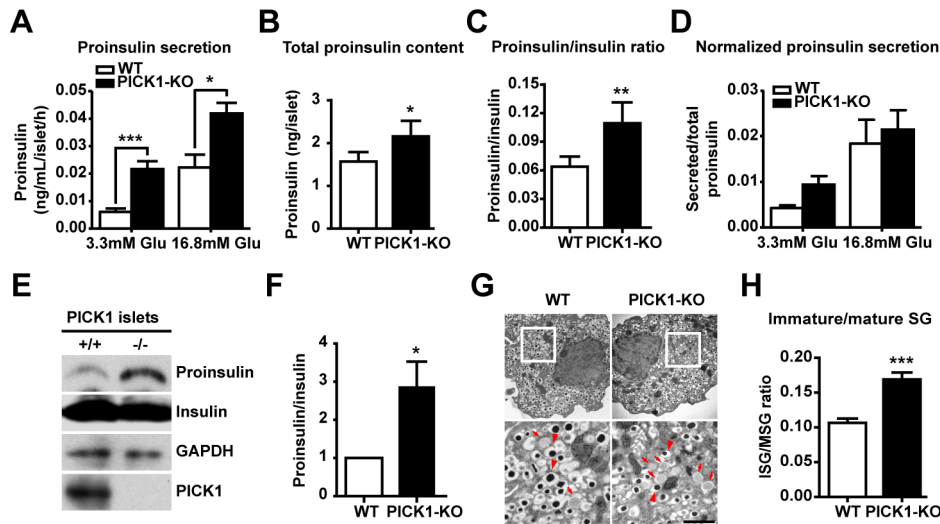 A
Proinsulin secretion
WT
PICK1-KO
Proinsulin
(ng/mL/islet/h)
0.05
0.04
0.03
0.02
0.01
0.00
***
*
3.3mM Glu 16.8mM Glu
B
Total proinsulin content
Proinsulin (ng/islet)
3
2
1
0
*
WT PICK1-KO
C
Proinsulin/insulin ratio
Proinsulin/insulin
0.15
0.10
0.05
0.00
**
WT PICK1-KO
D
Normalized proinsulin secretion
WT
PICK1-KO
Secreted/total
proinsulin
0.03
0.02
0.01
0.00
3.3mM Glu 16.8mM Glu
E
PICK1 islets
+/+ -/-
Proinsulin
Insulin
GAPDH
PICK1
F
Proinsulin/insulin
4
3
2
1
0
*
WT PICK1-KO
G
WT PICK1-KO
H
Immature/mature SG
ISG/MSG ratio
0.20
0.15
0.10
0.05
0.00
***
WT PICK1-KO